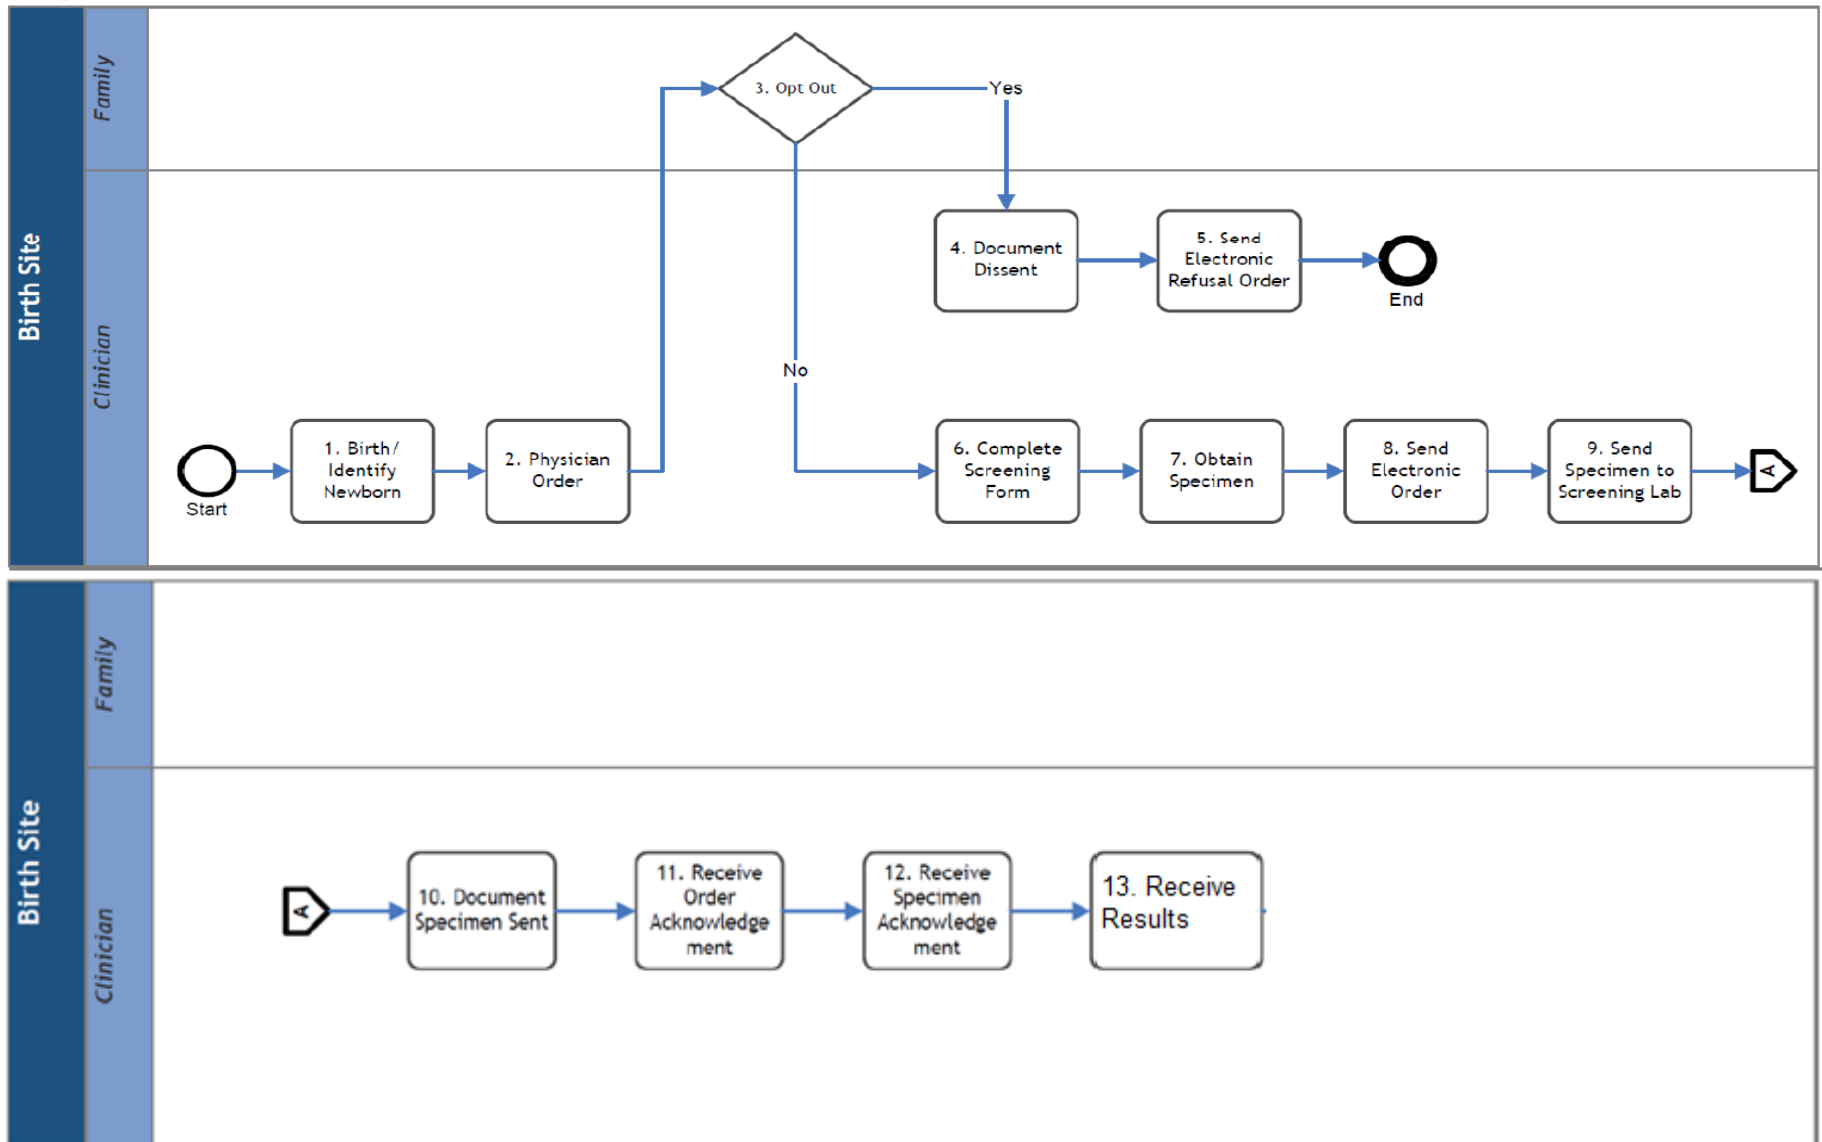 Birth Site
Family
3. Opt Out
Yes
Clinician
4. Document
Dissent
5. Send
Electronic
Refusal Order
End
No
Start
1. Birth/
Identify
Newborn
2. Physician
Order
6. Complete
Screening
Form
7. Obtain
Specimen
8. Send
Electronic
Order
9. Send
Specimen to
Screening Lab
A
Birth Site
Family
Clinician
A
10. Document
Specimen Sent
11. Receive
Order
Acknowledge
ment
12. Receive
Specimen
Acknowledge
ment
13. Receive
Results